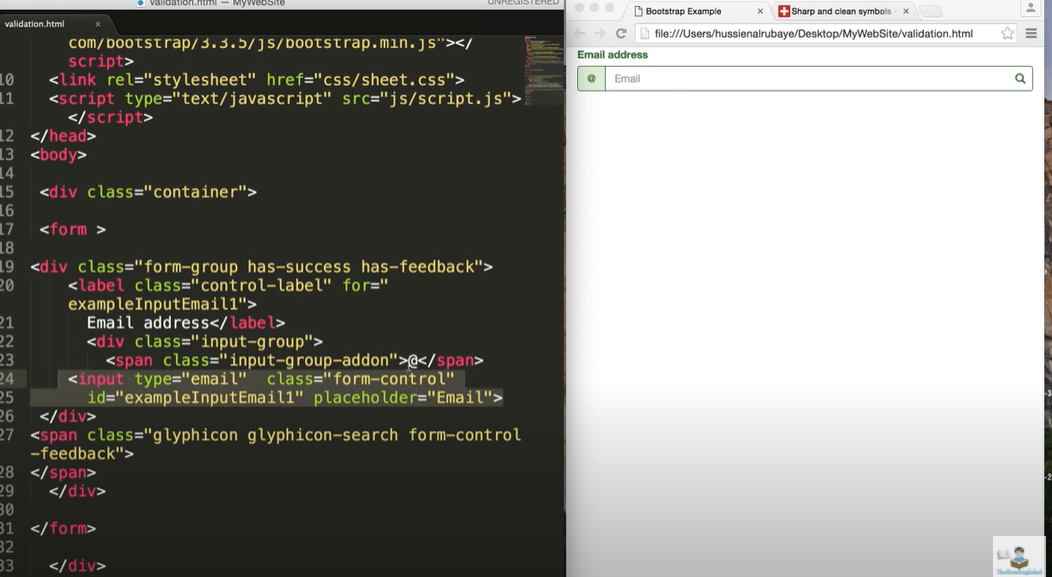 validation.html — MyWebSite
UNREGISTERED
validation.html
com/bootstrap/3.3.5/js/bootstrap.min.js"></
script>
10 <link rel="stylesheet" href="css/sheet.css">
11 <script type="text/javascript" src="js/script.js">
</script>
12 </head>
13 <body>
14
15 <div class="container">
16
17 <form >
18
19 <div class="form-group has-success has-feedback">
20 <label class="control-label" for="
exampleInputEmail1">
21 Email address</label>
22 <div class="input-group">
23 <span class="input-group-addon">@</span>
24 <input type="email" class="form-control"
25 id="exampleInputEmail1" placeholder="Email">
26 </div>
27 <span class="glyphicon glyphicon-search form-control
-feedback">
28 </span>
29 </div>
30
31 </form>
32
33 </div>
Bootstrap Example
Sharp and clean symbols
file:///Users/hussienalrubaye/Desktop/MyWebSite/validation.html
Email address
@ Email